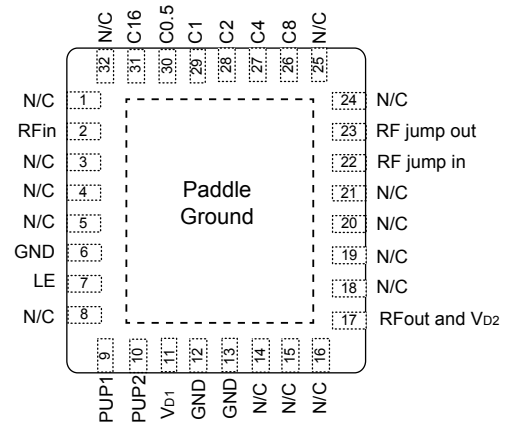 N/C C16 C0.5 C1 C2 C4 C8 N/C
32 31 30 29 28 27 26 25
N/C 1
RFin 2
N/C 3
N/C 4
N/C 5
GND 6
LE 7
N/C 8
Paddle
Ground
24 N/C
23 RF jump out
22 RF jump in
21 N/C
20 N/C
19 N/C
18 N/C
17 RFout and VD2
9 10 11 12 13 14 15 16
PUP1 PUP2 VD1 GND GND N/C N/C N/C